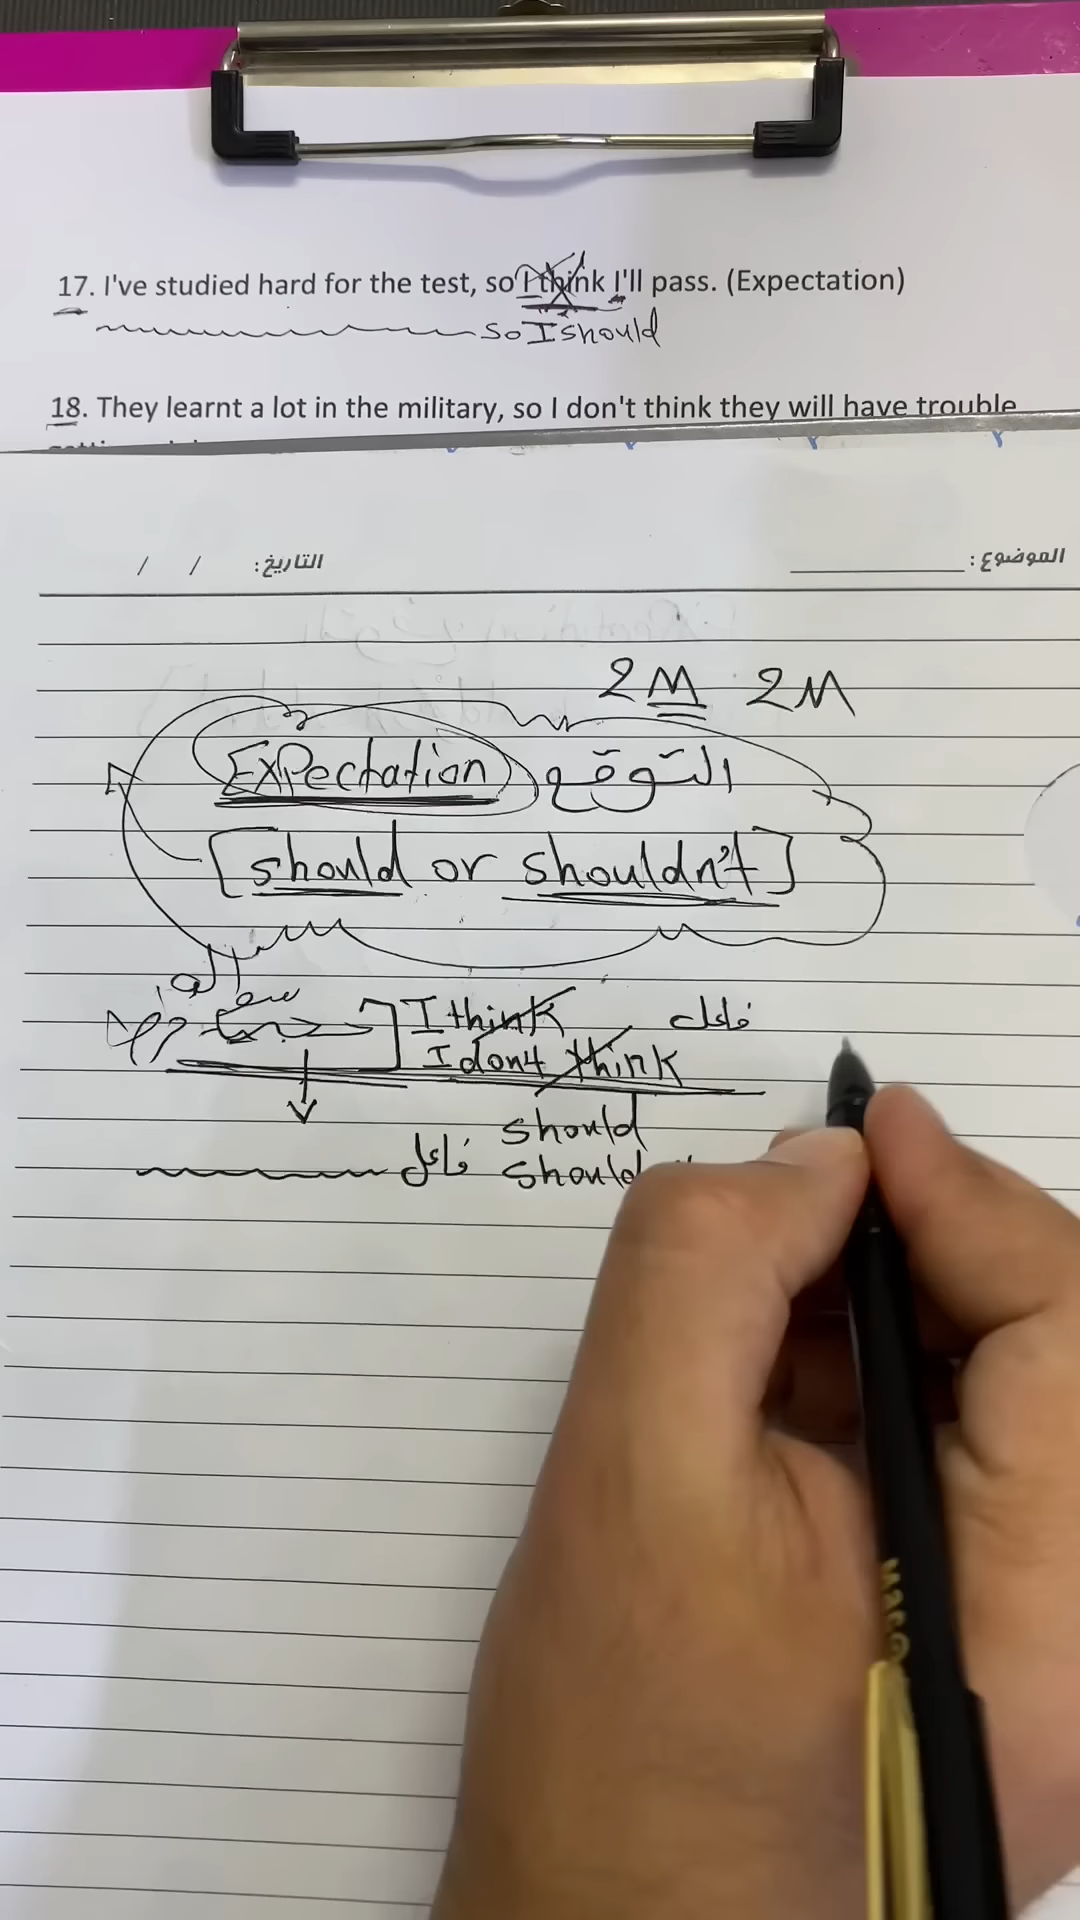 17. I've studied hard for the test, so I think I'll pass. (Expectation)
so I should
18. They learnt a lot in the military, so I don't think they will have trouble
التاريخ: / /
الموضوع:
2M 2M
Expectation التوقع
[should or shouldn't]
I think فاعل
I don't think
should
فاعل should